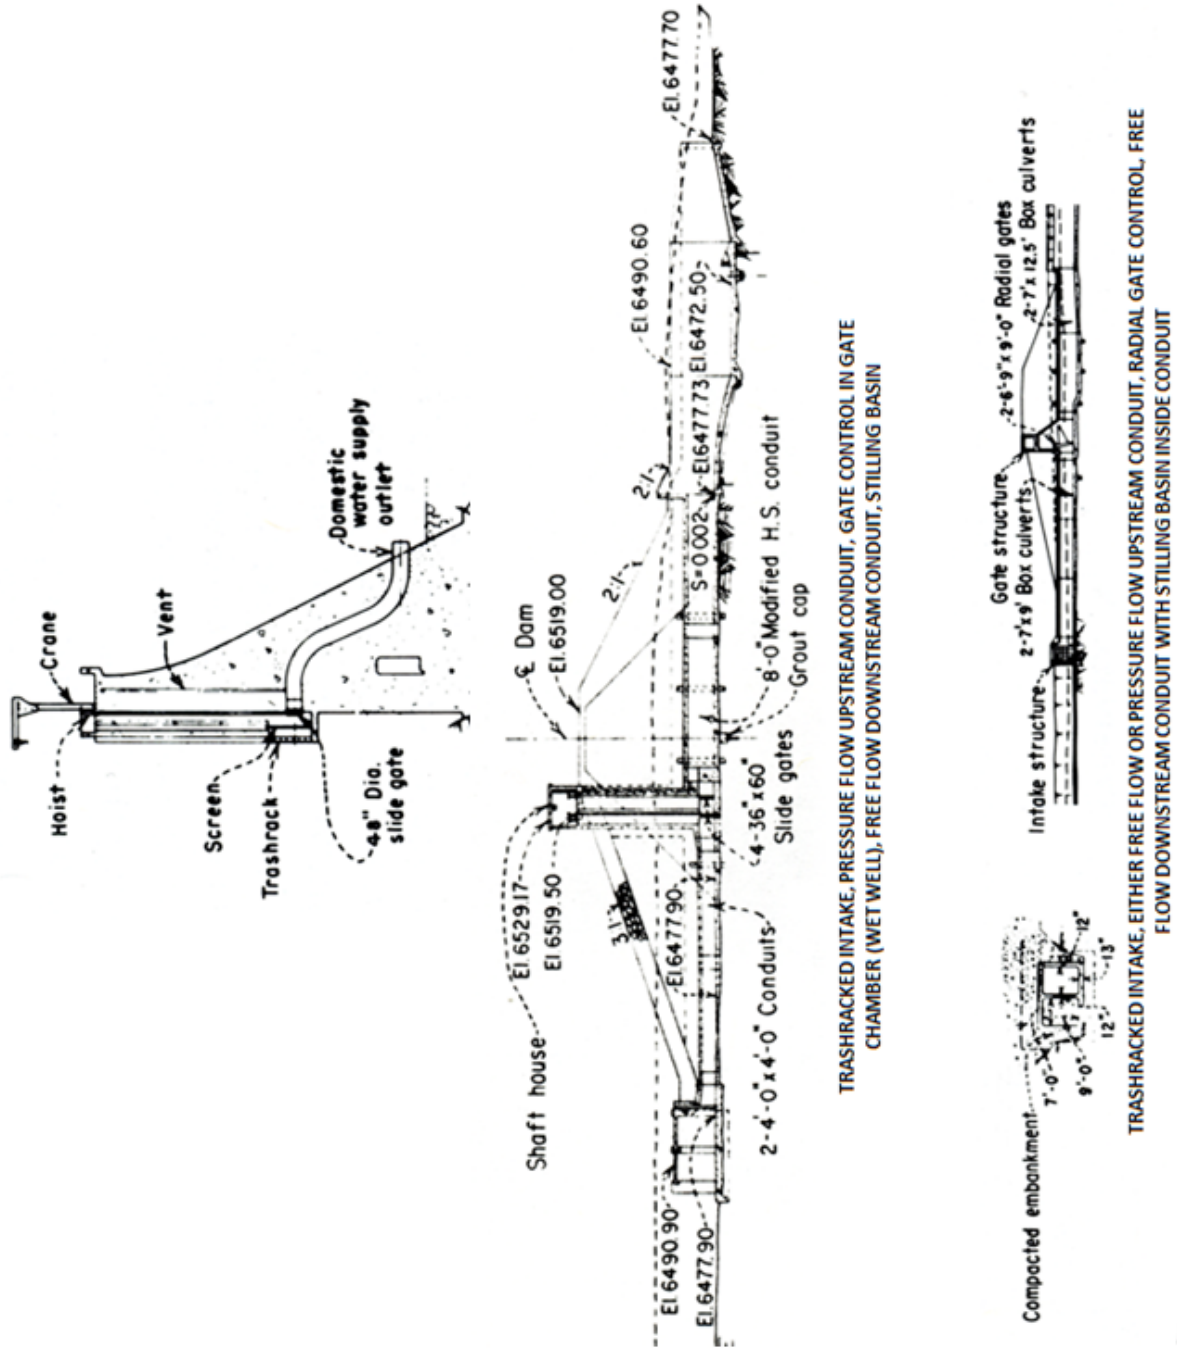 Crane
Hoist
Vent
Screen
Trashrack
48" Dia.
slide gate
Domestic
water supply
outlet
Shaft house
El.6529.17
El 6519.50
℄ Dam
El.6519.00
3:1
2:1
2:1
El.6490.60
El.6477.70
El.6490.90
El.6477.90
El.6477.90
S=0.002
El.6477.73
El.6472.50
2-4'-0"x4'-0" Conduits
4-36"x60"
Slide gates
8'-0" Modified H.S. conduit
Grout cap
TRASHRACKED INTAKE, PRESSURE FLOW UPSTREAM CONDUIT, GATE CONTROL IN GATE
CHAMBER (WET WELL), FREE FLOW DOWNSTREAM CONDUIT, STILLING BASIN
Compacted embankment
7'-0"
9'-0"
12"
13"
12"
Intake structure
Gate structure
2-7'x9' Box culverts
2-6'-9"x9'-0" Radial gates
2-7'x12.5' Box culverts
TRASHRACKED INTAKE, EITHER FREE FLOW OR PRESSURE FLOW UPSTREAM CONDUIT, RADIAL GATE CONTROL, FREE
FLOW DOWNSTREAM CONDUIT WITH STILLING BASIN INSIDE CONDUIT